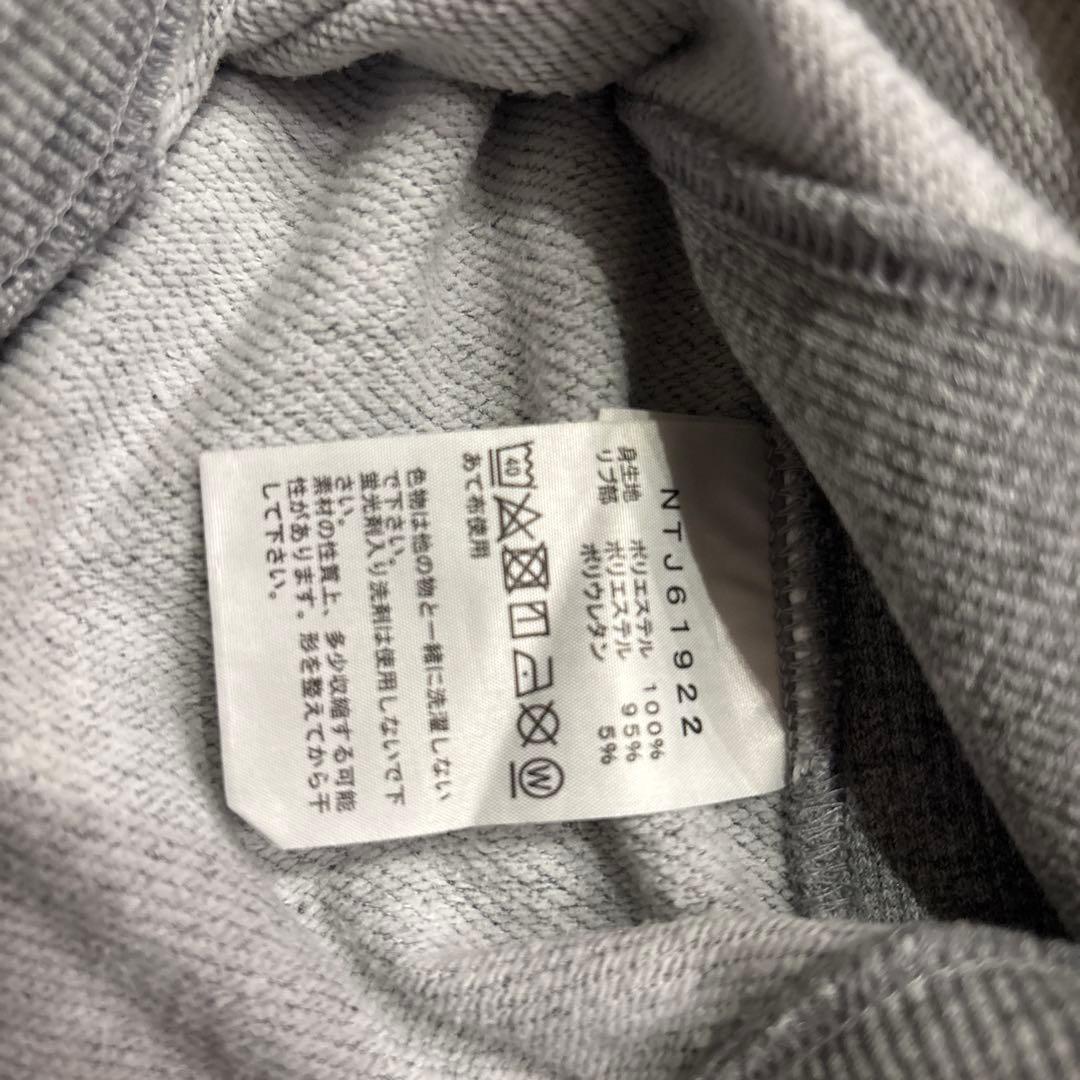 NTJ61922
身生地 ポリエステル 100%
リブ部 ポリエステル 95%
ポリウレタン 5%
40
W
あて布使用
色物は他の物と一緒に洗濯しない
で下さい。
蛍光剤入り洗剤は使用しないで下
さい。
素材の性質上、多少収縮する可能
性があります。形を整えてから干
して下さい。